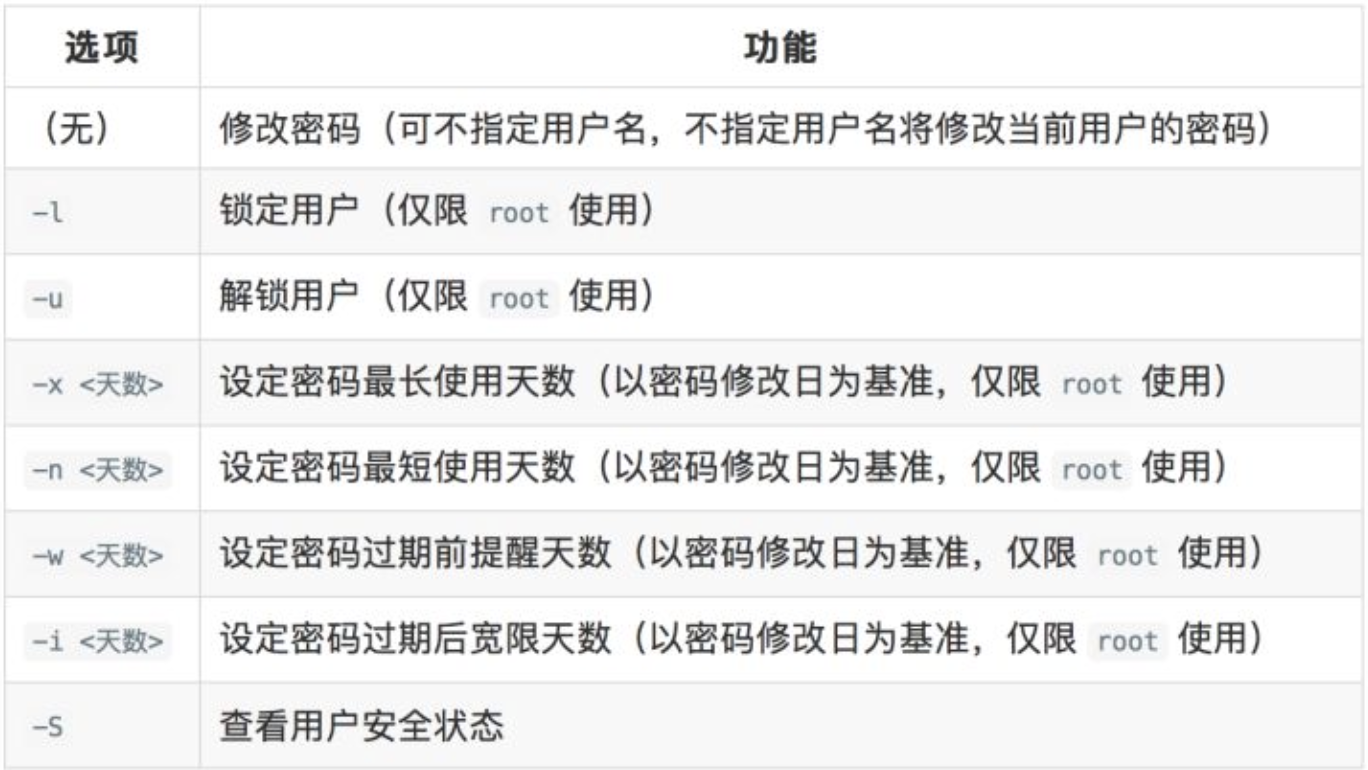 选项 功能
（无） 修改密码（可不指定用户名，不指定用户名将修改当前用户的密码）
-l 锁定用户（仅限 root 使用）
-u 解锁用户（仅限 root 使用）
-x <天数> 设定密码最长使用天数（以密码修改日为基准，仅限 root 使用）
-n <天数> 设定密码最短使用天数（以密码修改日为基准，仅限 root 使用）
-w <天数> 设定密码过期前提醒天数（以密码修改日为基准，仅限 root 使用）
-i <天数> 设定密码过期后宽限天数（以密码修改日为基准，仅限 root 使用）
-S 查看用户安全状态